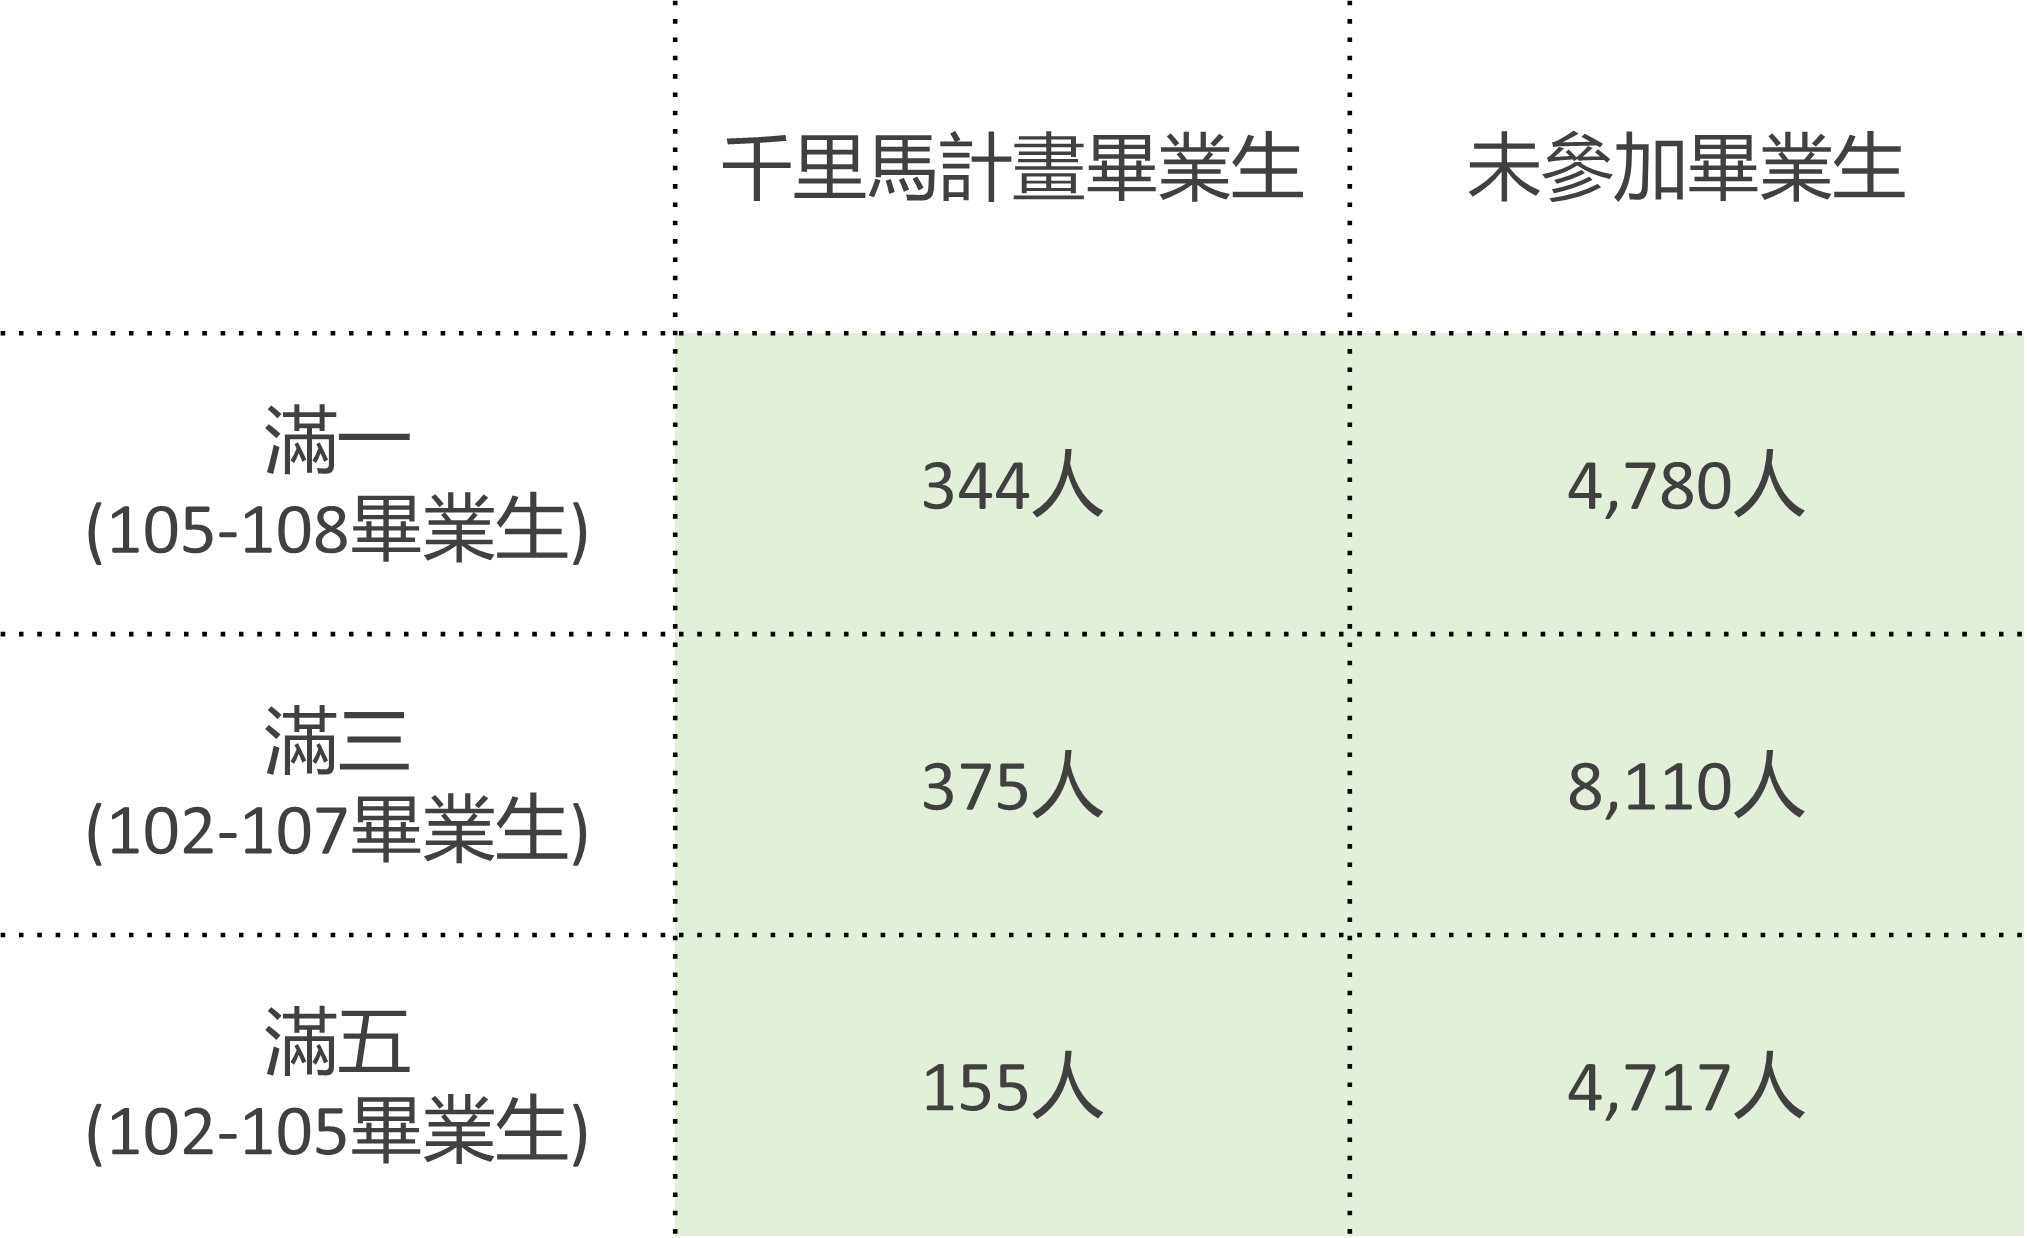 千里馬計畫畢業生
未參加畢業生
滿一
(105-108畢業生)
344人
4,780人
滿三
(102-107畢業生)
375人
8,110人
滿五
(102-105畢業生)
155人
4,717人